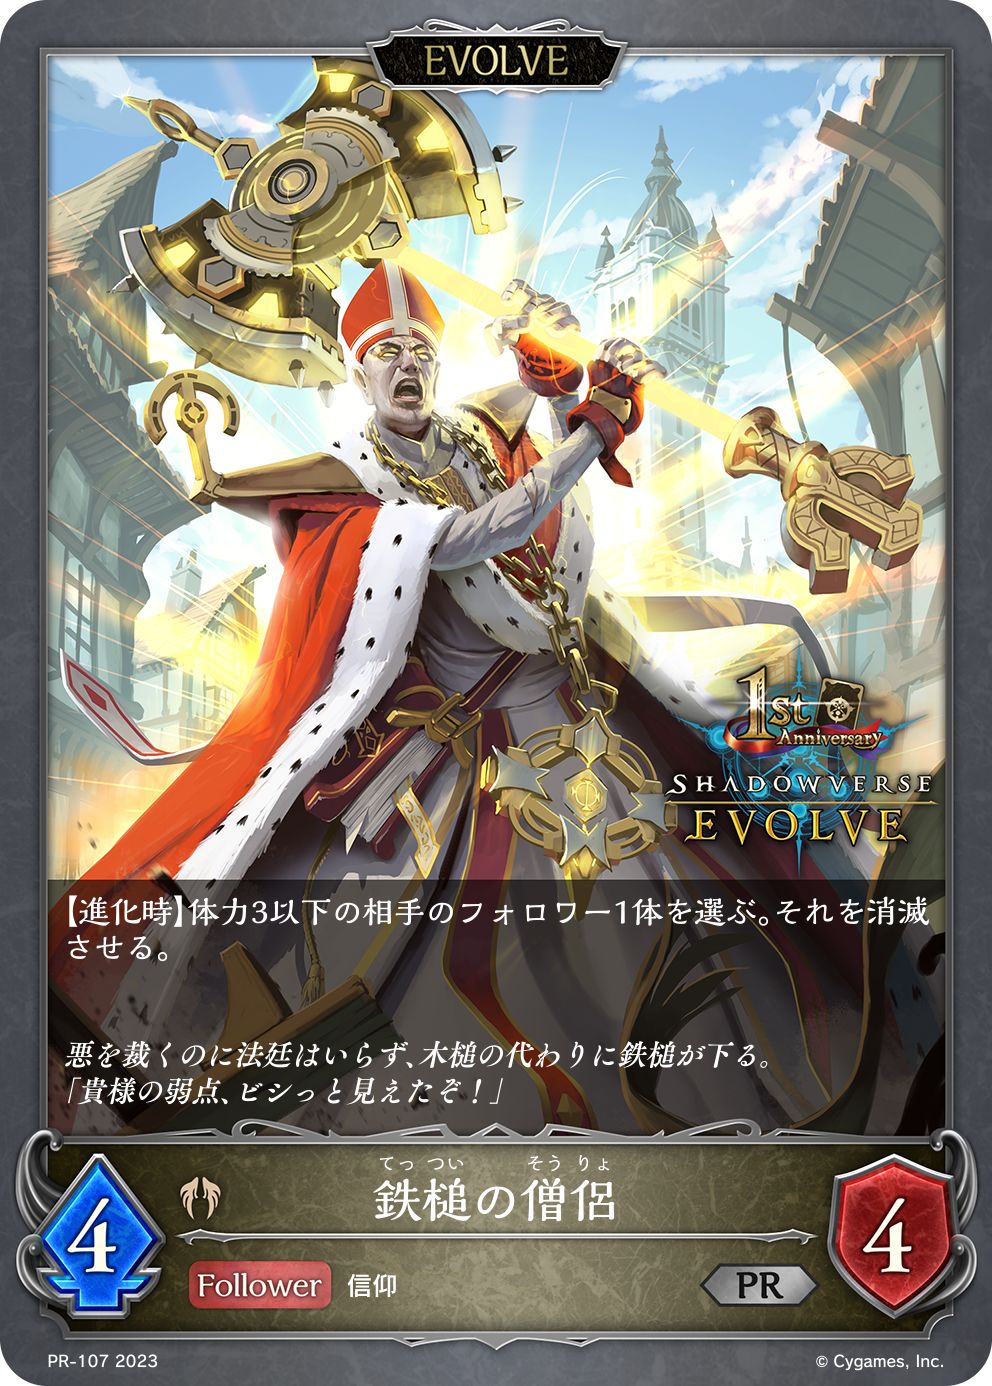 EVOLVE
1st
Anniversary
SHADOWVERSE
EVOLVE
【進化時】体力3以下の相手のフォロワー1体を選ぶ。それを消滅
させる。
悪を裁くのに法廷はいらず、木槌の代わりに鉄槌が下る。
「貴様の弱点、ビシっと見えたぞ！」
てっ つい そう りょ
鉄槌の僧侶
4
4
Follower 信仰
PR
PR-107 2023
© Cygames, Inc.